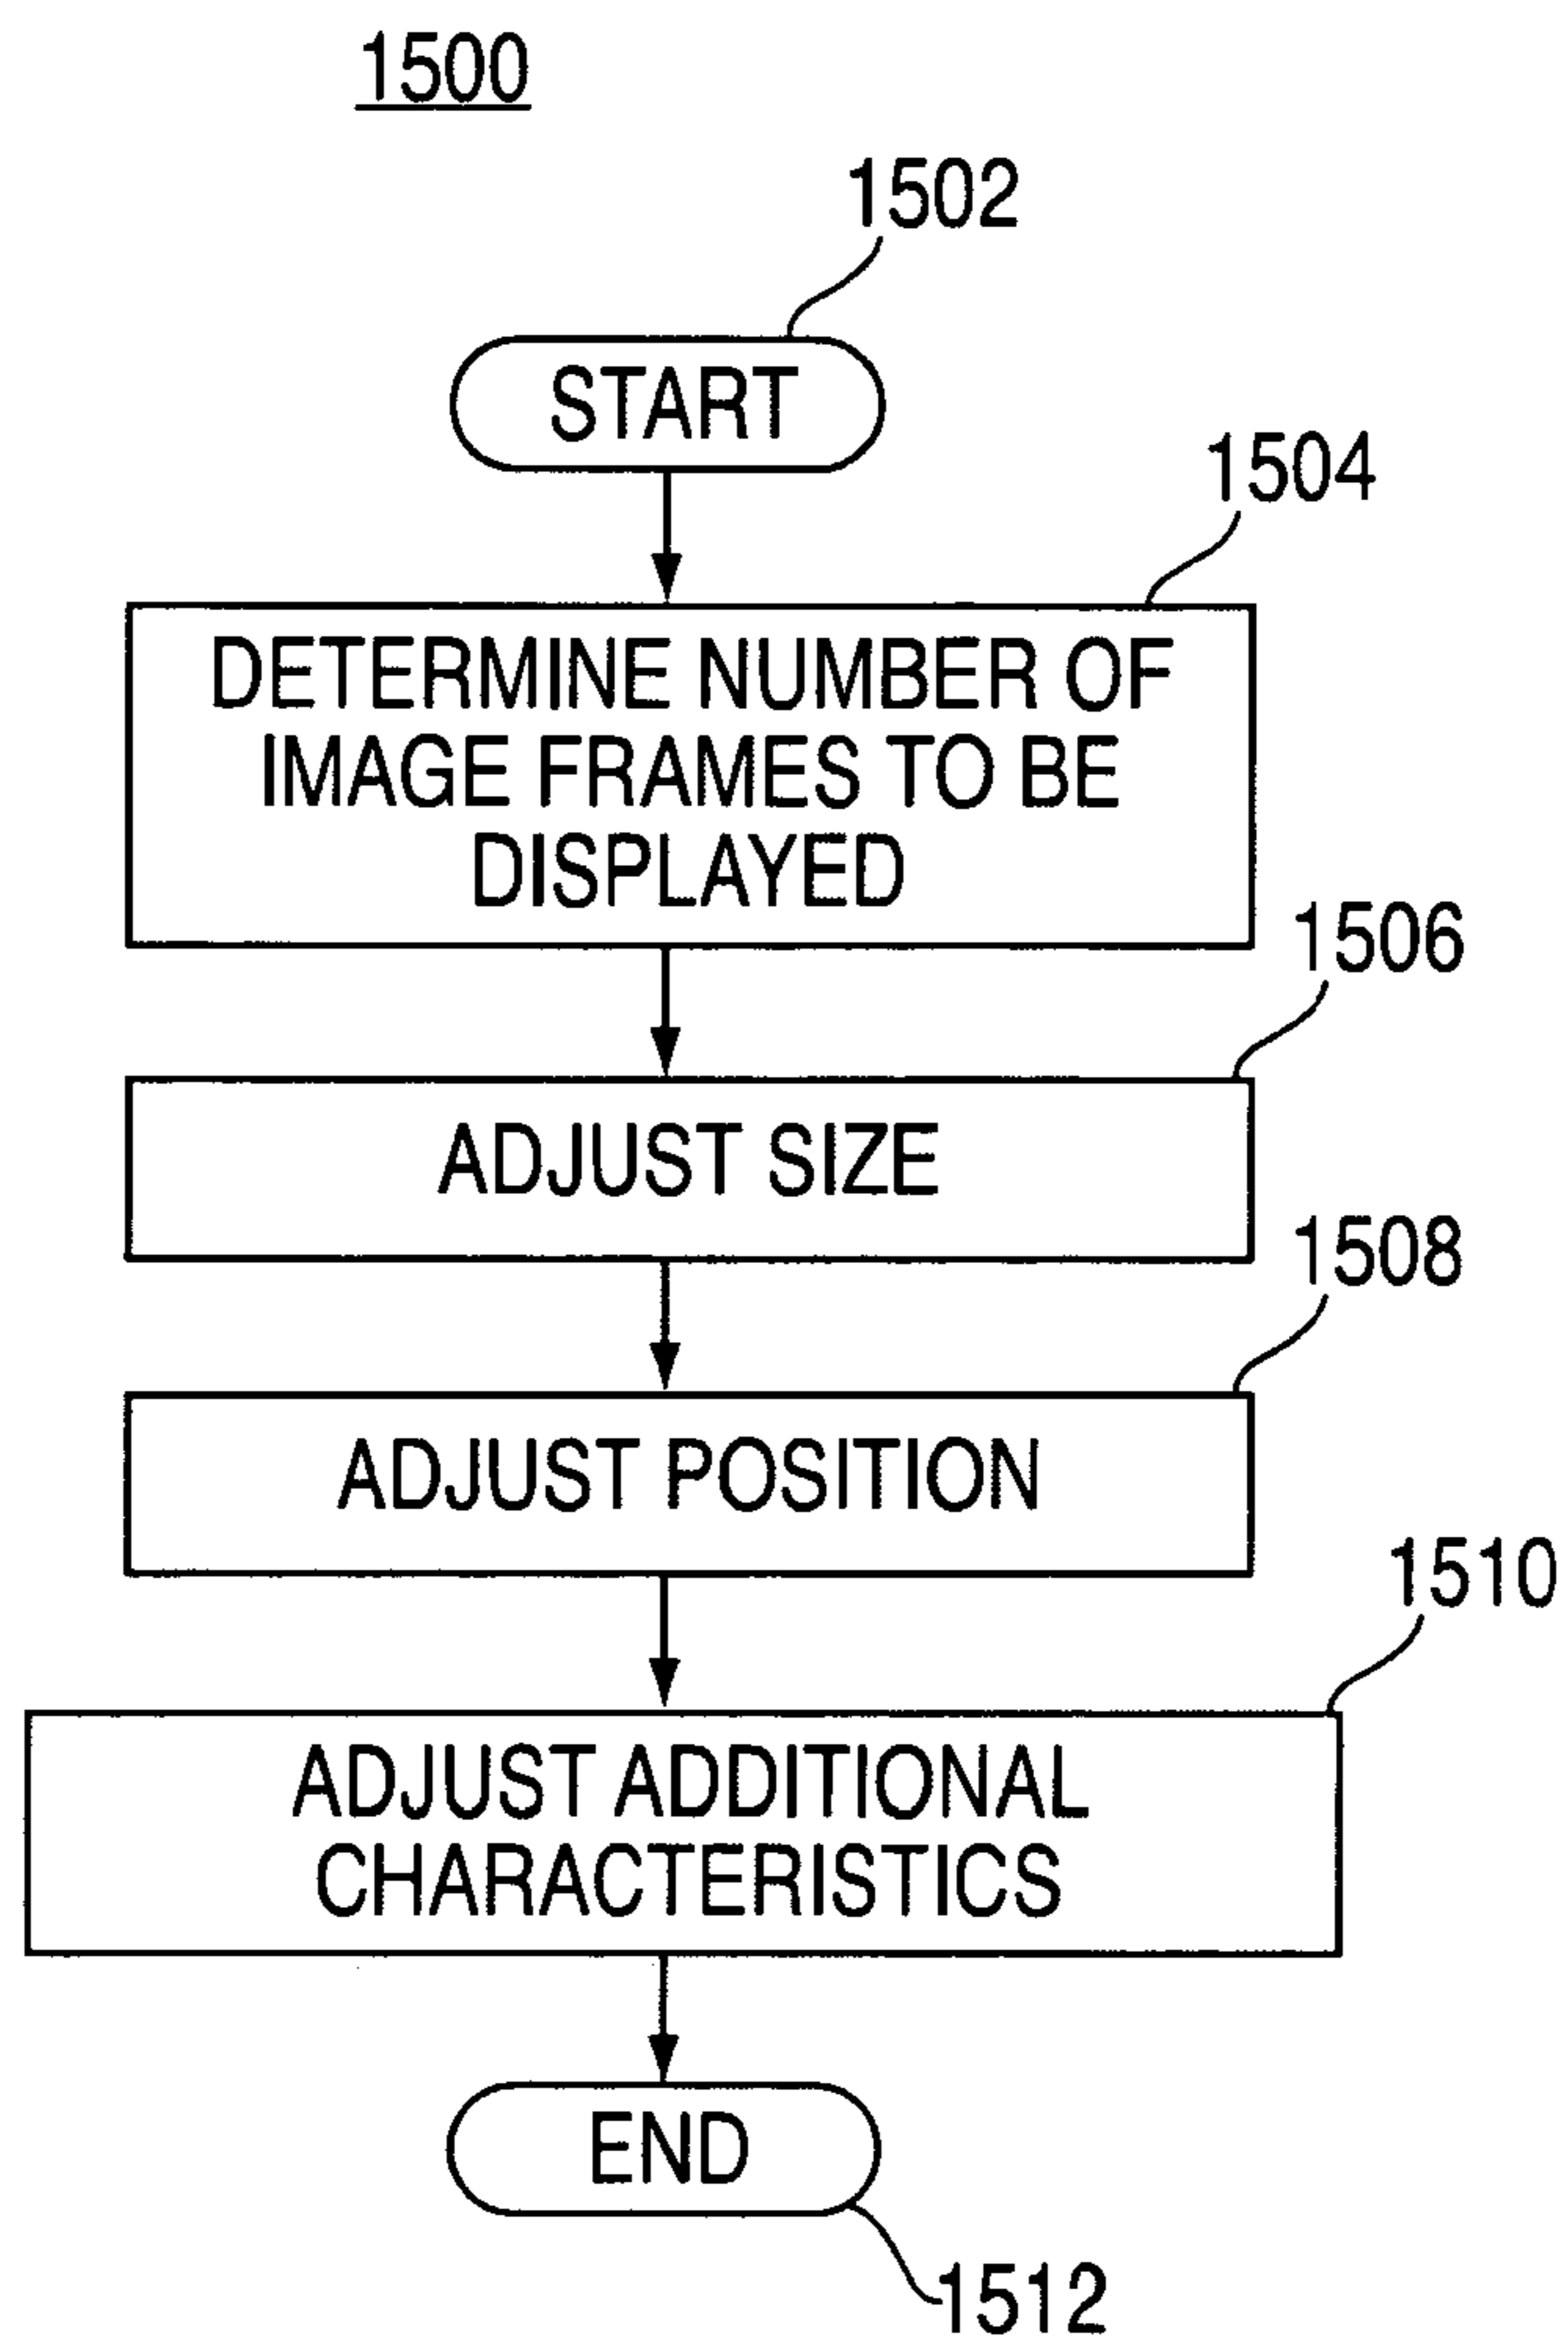 1500
1502
START
1504
DETERMINE NUMBER OF
IMAGE FRAMES TO BE
DISPLAYED
1506
ADJUST SIZE
1508
ADJUST POSITION
1510
ADJUST ADDITIONAL
CHARACTERISTICS
END
1512